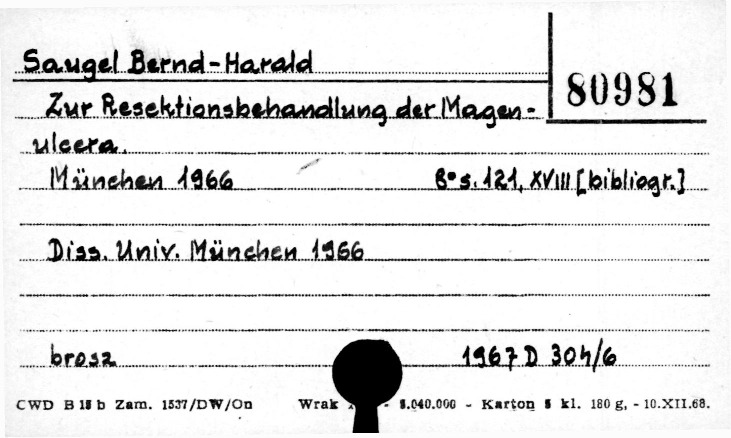 Saugel Bernd-Harald
80981
Zur Resektionsbehandlung der Magen-
ulcera.
München 1966 8° s. 121, XVIII [bibliogr.]
Diss. Univ. München 1966
brosz 1967 D 304/6
CWD B 15 b Zam. 1537/DW/On Wrak - 5.040.000 - Karton 5 kl. 180 g, - 10.XII.68.